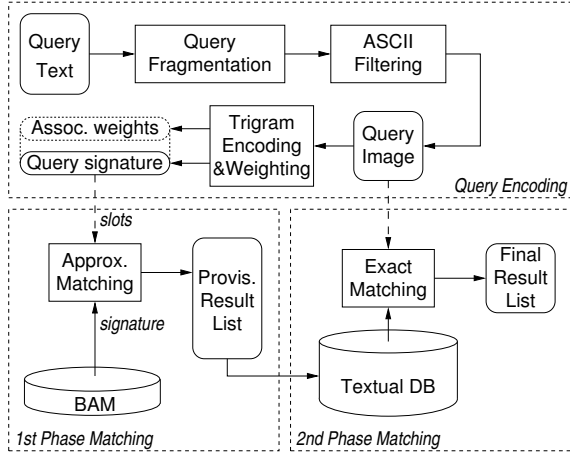 Query
Text
Query
Fragmentation
ASCII
Filtering
Assoc. weights
Query signature
Trigram
Encoding
&Weighting
Query
Image
Query Encoding
slots
Approx.
Matching
signature
BAM
1st Phase Matching
Provis.
Result
List
Exact
Matching
Final
Result
List
Textual DB
2nd Phase Matching